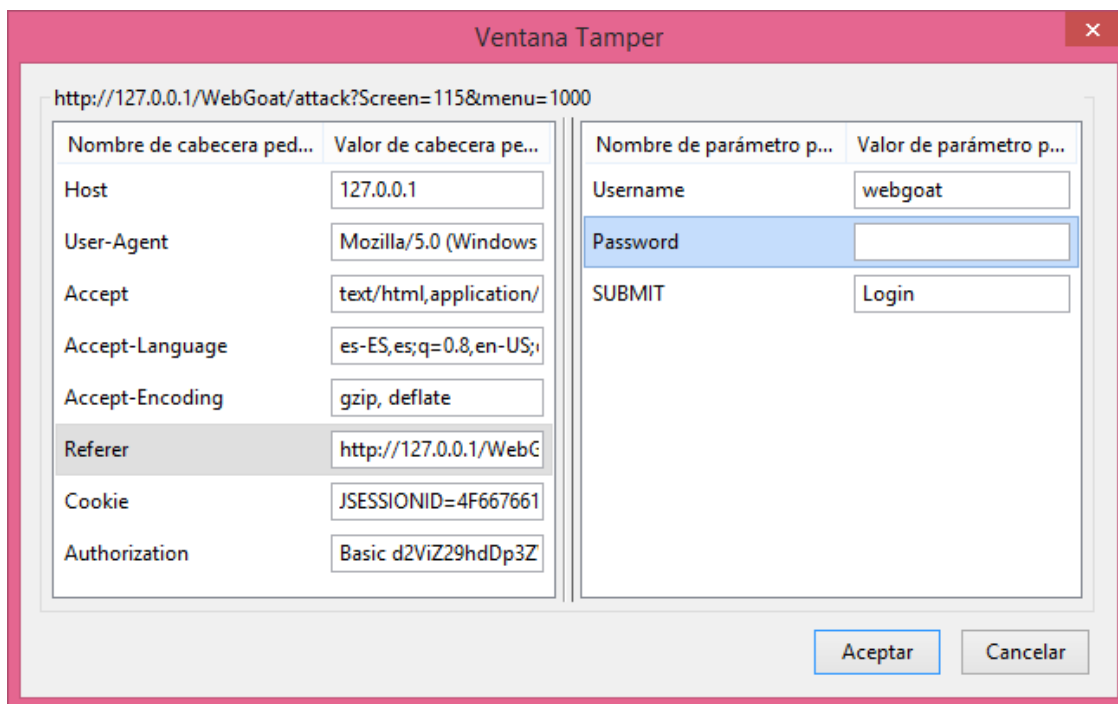 Ventana Tamper
http://127.0.0.1/WebGoat/attack?Screen=115&menu=1000
Nombre de cabecera ped... Valor de cabecera pe...
Host 127.0.0.1
User-Agent Mozilla/5.0 (Windows
Accept text/html,application/
Accept-Language es-ES,es;q=0.8,en-US;
Accept-Encoding gzip, deflate
Referer http://127.0.0.1/WebG
Cookie JSESSIONID=4F667661
Authorization Basic d2ViZ29hdDp3Z
Nombre de parámetro p... Valor de parámetro p...
Username webgoat
Password
SUBMIT Login
Aceptar Cancelar